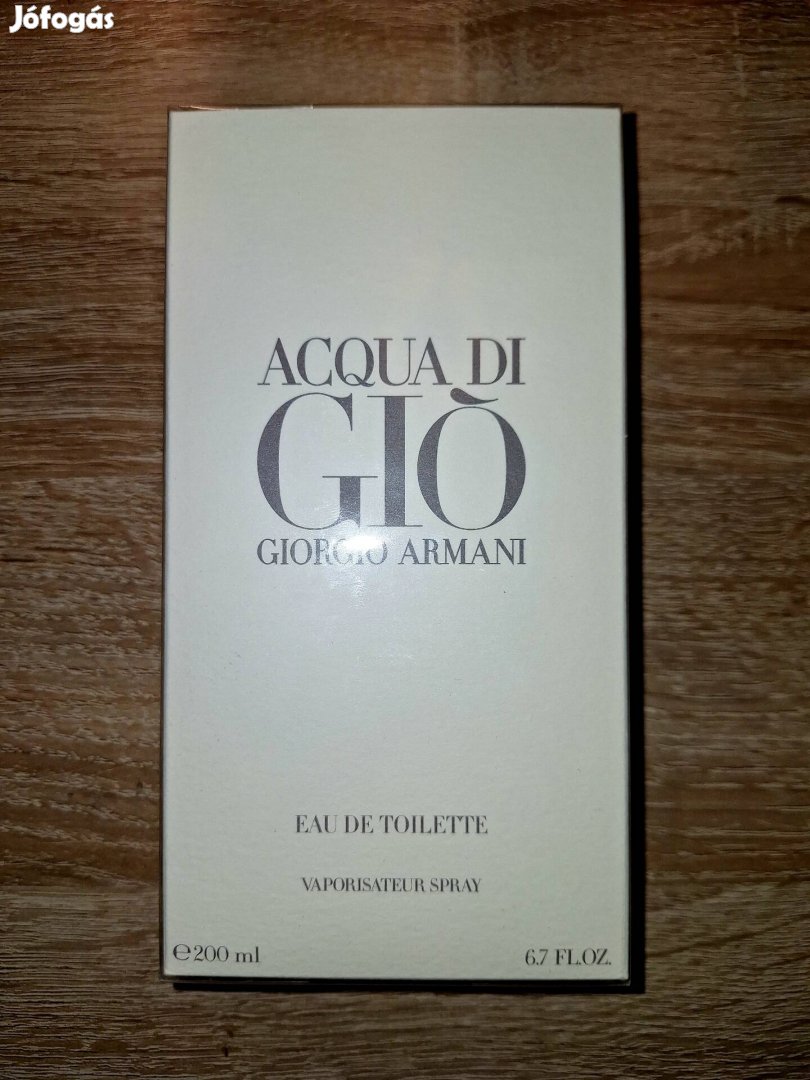 Jófogás
ACQUA DI
GIÒ
GIORGIO ARMANI
EAU DE TOILETTE
VAPORISATEUR SPRAY
℮200 ml 6.7 FL.OZ.